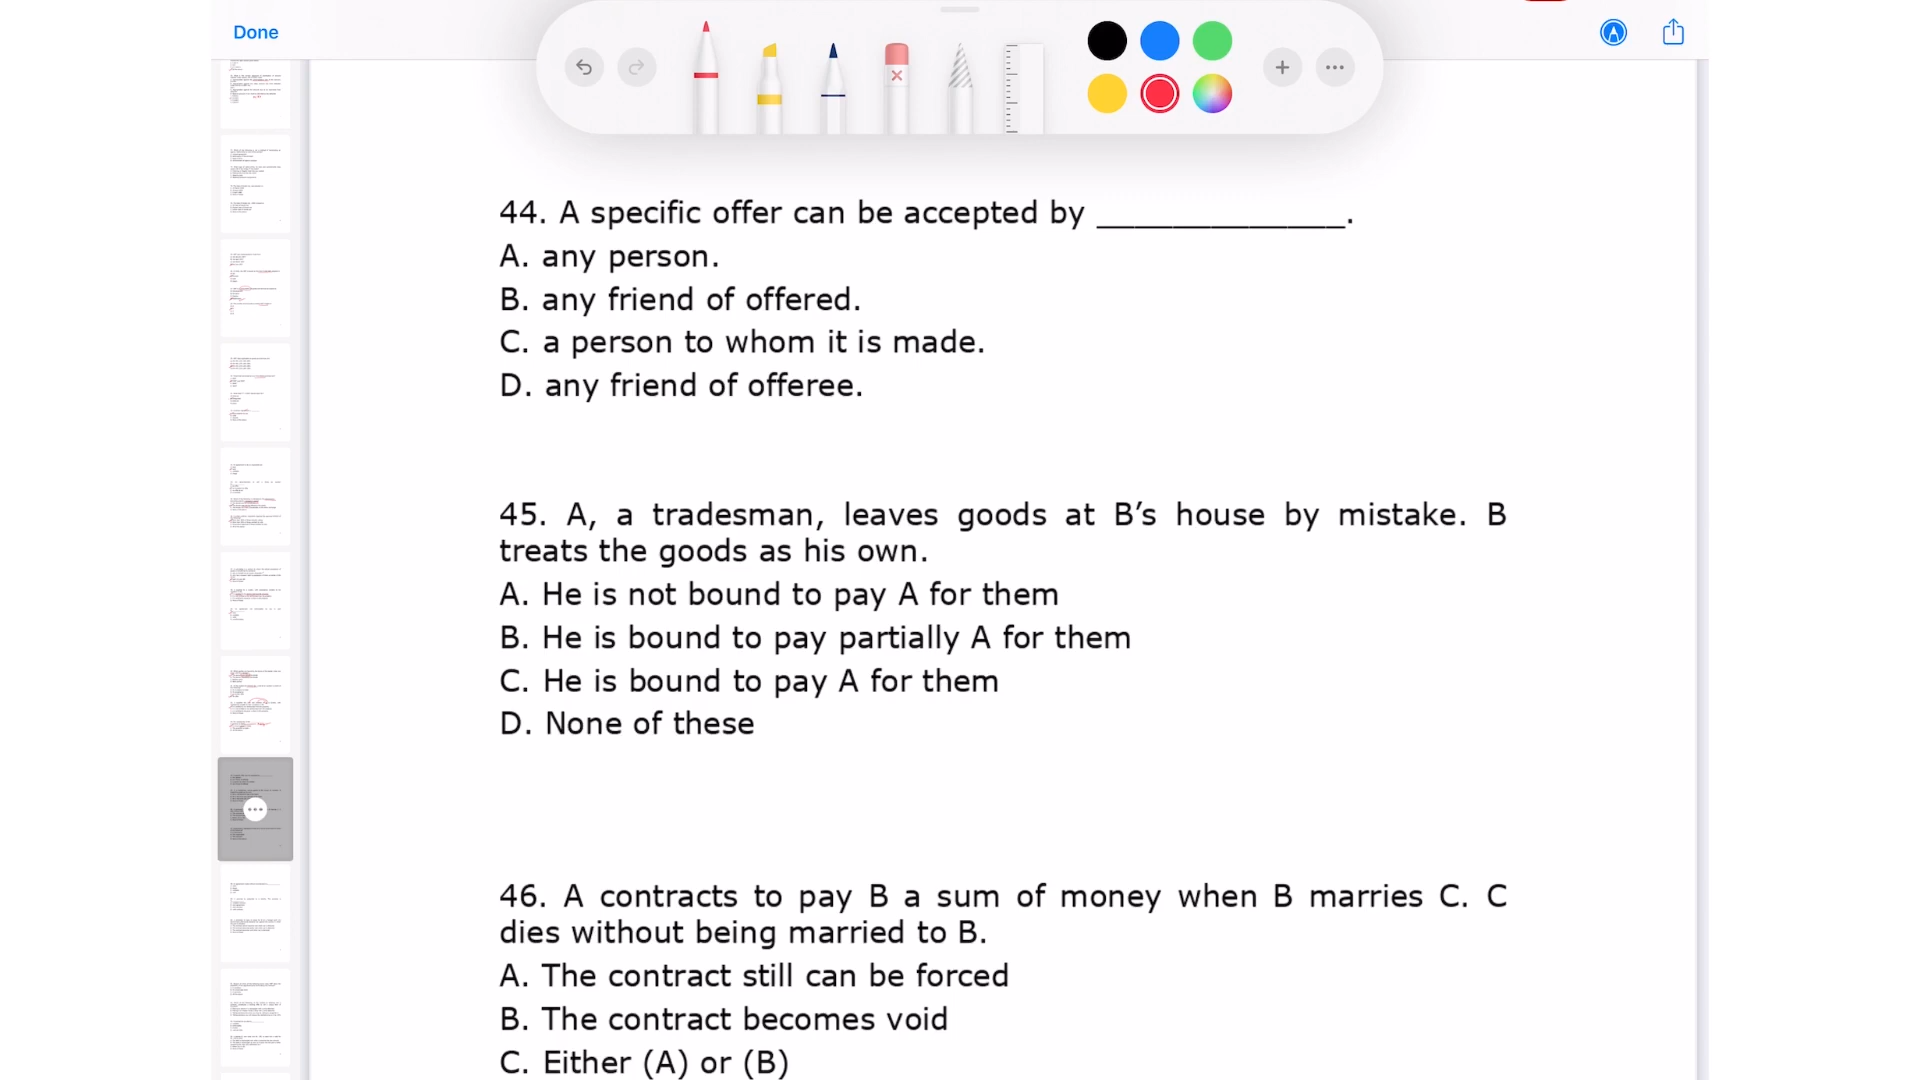 Done
44. A specific offer can be accepted by _______________.
A. any person.
B. any friend of offered.
C. a person to whom it is made.
D. any friend of offeree.
45. A, a tradesman, leaves goods at B’s house by mistake. B
treats the goods as his own.
A. He is not bound to pay A for them
B. He is bound to pay partially A for them
C. He is bound to pay A for them
D. None of these
46. A contracts to pay B a sum of money when B marries C. C
dies without being married to B.
A. The contract still can be forced
B. The contract becomes void
C. Either (A) or (B)